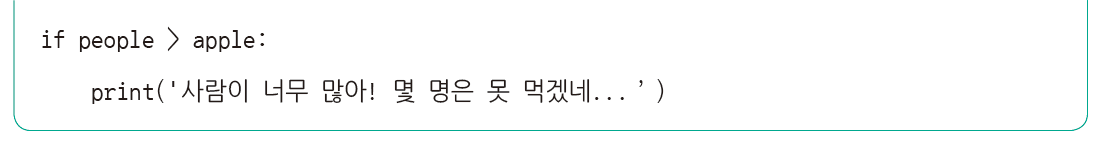 if people > apple:
    print('사람이 너무 많아! 몇 명은 못 먹겠네... ’ )